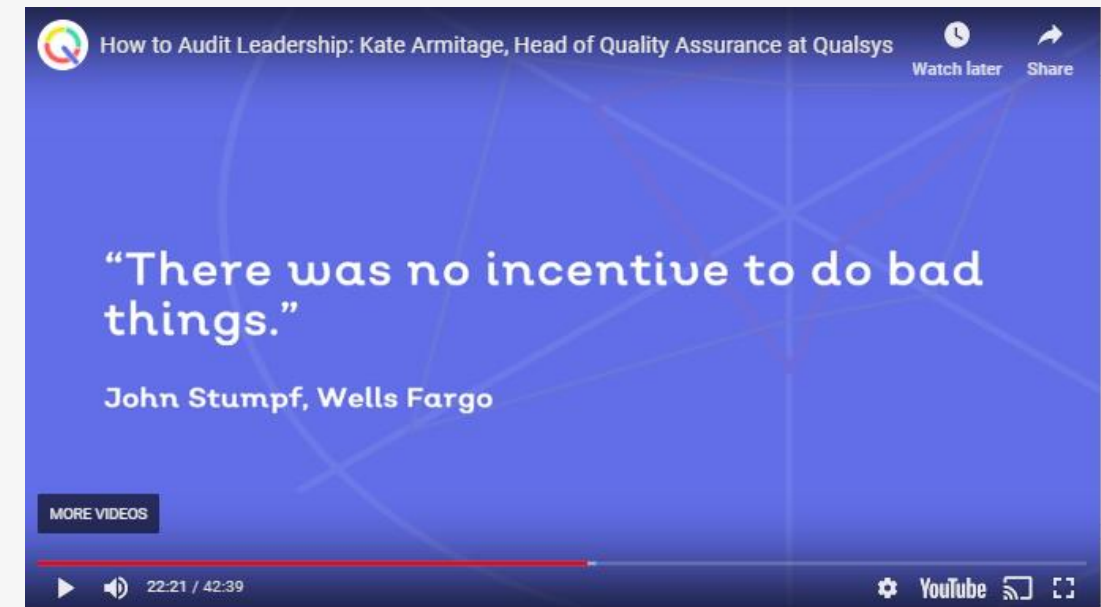 How to Audit Leadership: Kate Armitage, Head of Quality Assurance at Qualsys
Watch later
Share
“There was no incentive to do bad
things.”
John Stumpf, Wells Fargo
MORE VIDEOS
22:21 / 42:39
YouTube